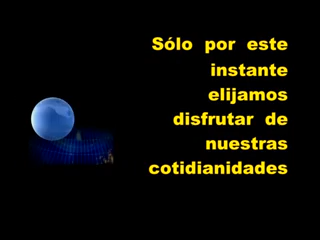 Sólo por este
instante
elijamos
disfrutar de
nuestras
cotidianidades